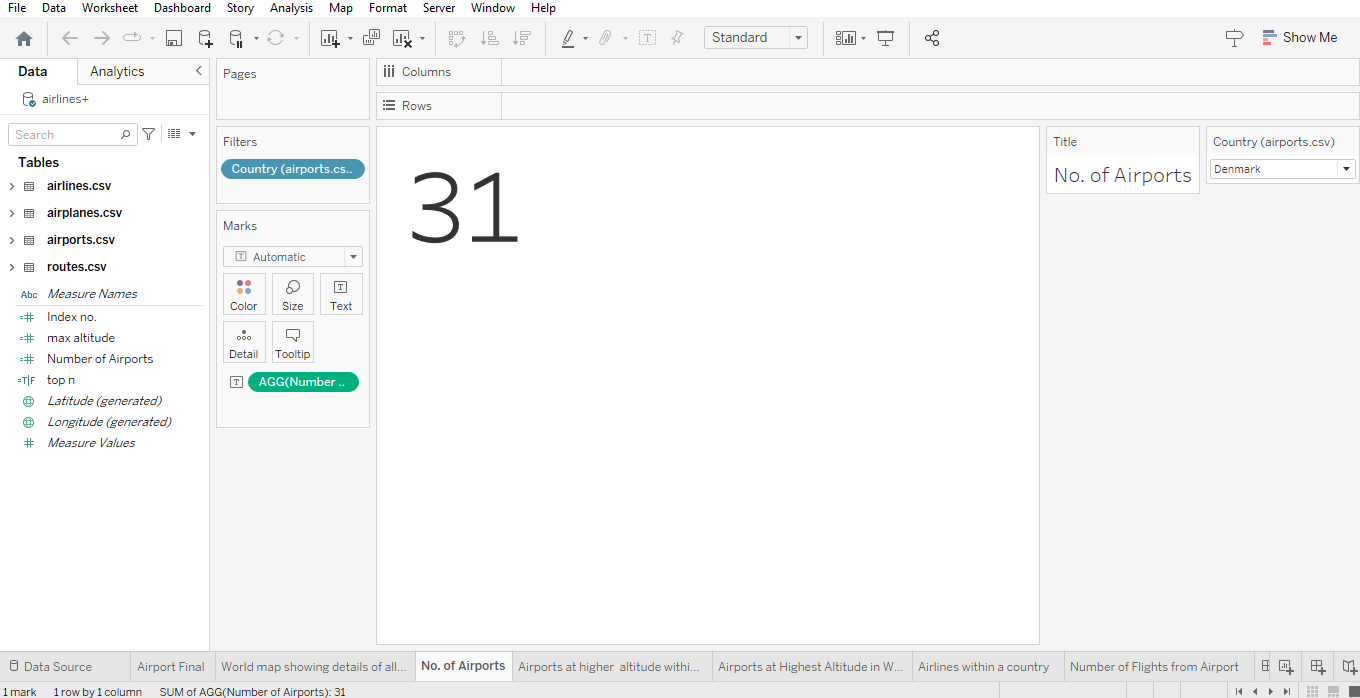 File Data Worksheet Dashboard Story Analysis Map Format Server Window Help
Standard
Show Me
Data Analytics
airlines+
Search
Tables
airlines.csv
airplanes.csv
airports.csv
routes.csv
Abc Measure Names
Index no.
max altitude
Number of Airports
T|F top n
Latitude (generated)
Longitude (generated)
Measure Values
Pages
Filters
Country (airports.cs..
Marks
Automatic
Color Size Text
Detail Tooltip
AGG(Number ..
Columns
Rows
31
Title
No. of Airports
Country (airports.csv)
Denmark
Data Source Airport Final World map showing details of all... No. of Airports Airports at higher altitude withi... Airports at Highest Altitude in W... Airlines within a country Number of Flights from Airport
1 mark 1 row by 1 column SUM of AGG(Number of Airports): 31